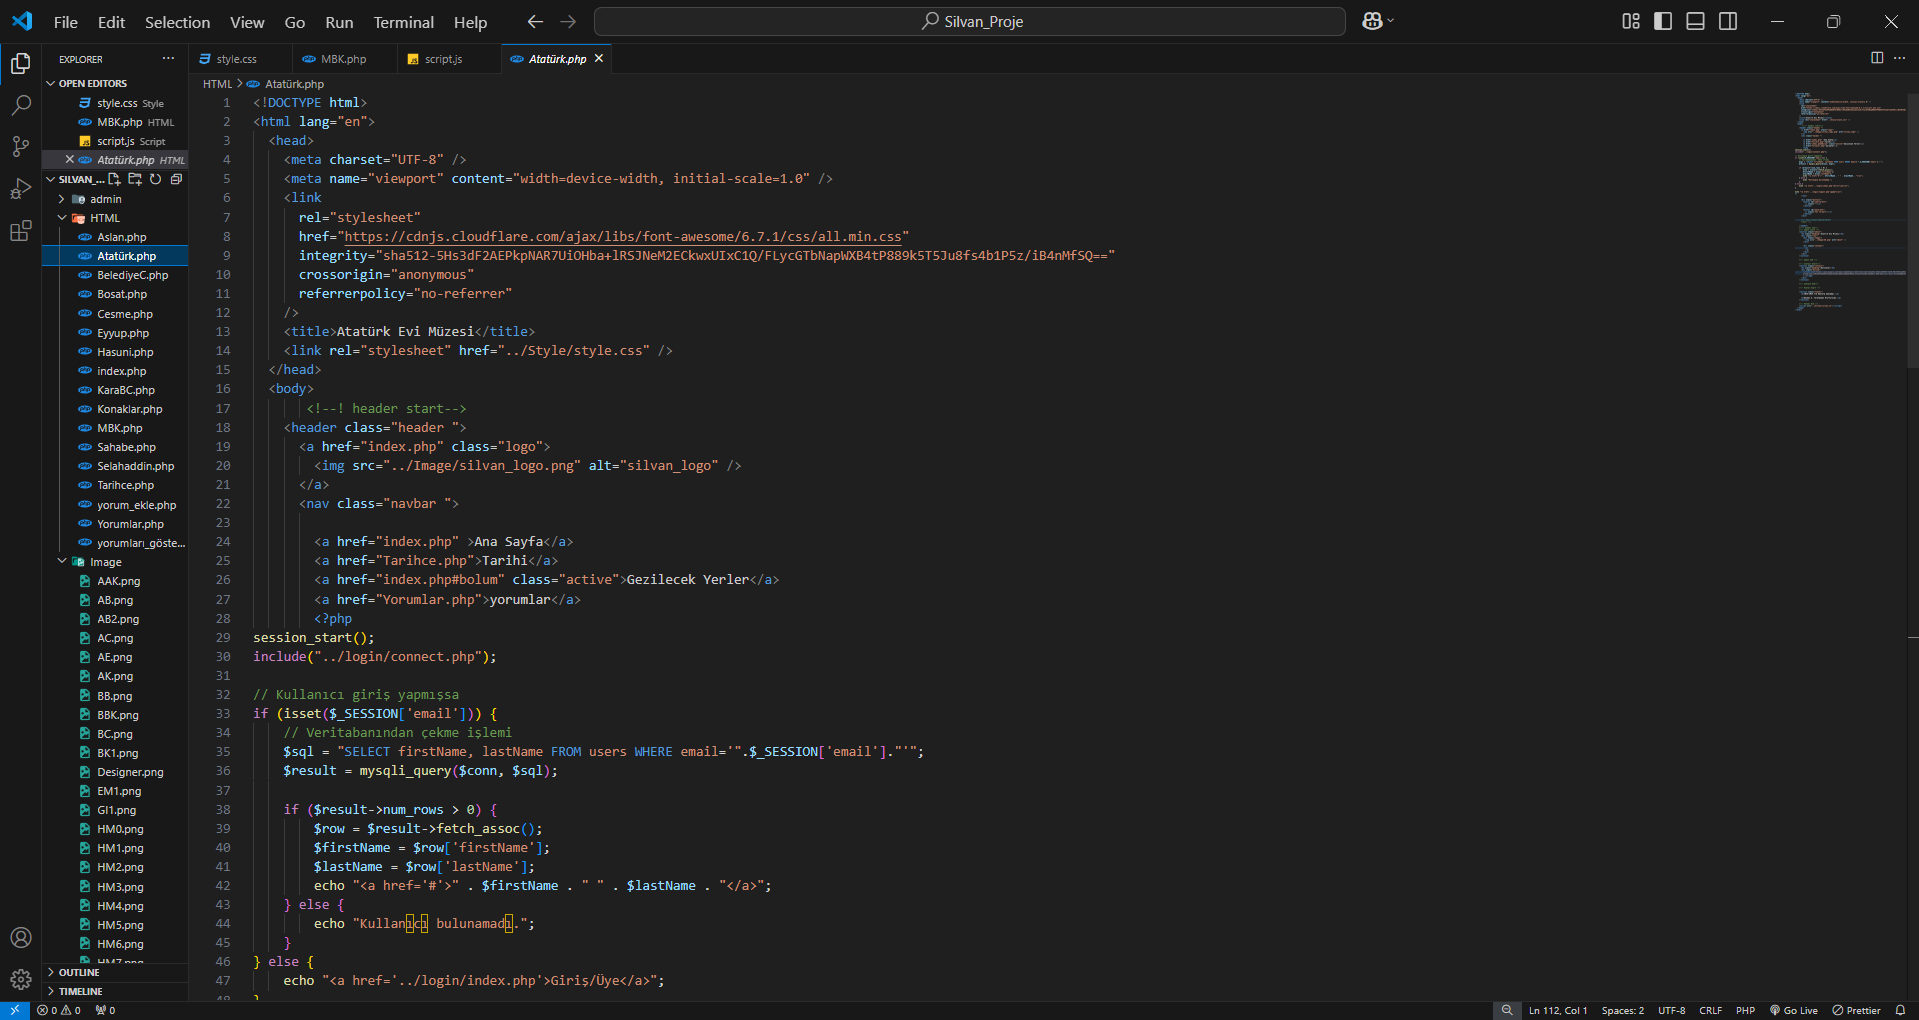 File Edit Selection View Go Run Terminal Help
Silvan_Proje
EXPLORER
OPEN EDITORS
style.css Style
MBK.php HTML
script.js Script
Atatürk.php HTML
SILVAN_...
admin
HTML
Aslan.php
Atatürk.php
BelediyeC.php
Bosat.php
Cesme.php
Eyyup.php
Hasuni.php
index.php
KaraBC.php
Konaklar.php
MBK.php
Sahabe.php
Selahaddin.php
Tarihce.php
yorum_ekle.php
Yorumlar.php
yorumları_göste...
Image
AAK.png
AB.png
AB2.png
AC.png
AE.png
AK.png
BB.png
BBK.png
BC.png
BK1.png
Designer.png
EM1.png
GI1.png
HM0.png
HM1.png
HM2.png
HM3.png
HM4.png
HM5.png
HM6.png
HM7.png
OUTLINE
TIMELINE
style.css MBK.php script.js Atatürk.php
HTML > Atatürk.php
1 <!DOCTYPE html>
2 <html lang="en">
3 <head>
4 <meta charset="UTF-8" />
5 <meta name="viewport" content="width=device-width, initial-scale=1.0" />
6 <link
7 rel="stylesheet"
8 href="https://cdnjs.cloudflare.com/ajax/libs/font-awesome/6.7.1/css/all.min.css"
9 integrity="sha512-5Hs3dF2AEPkpNAR7UiOHba+lRSJNeM2ECkwxUIxC1Q/FLycGTbNapWXB4tP889k5T5Ju8fs4b1P5z/iB4nMfSQ=="
10 crossorigin="anonymous"
11 referrerpolicy="no-referrer"
12 />
13 <title>Atatürk Evi Müzesi</title>
14 <link rel="stylesheet" href="../Style/style.css" />
15 </head>
16 <body>
17 <!--! header start-->
18 <header class="header ">
19 <a href="index.php" class="logo">
20 <img src="../Image/silvan_logo.png" alt="silvan_logo" />
21 </a>
22 <nav class="navbar ">
23
24 <a href="index.php" >Ana Sayfa</a>
25 <a href="Tarihce.php">Tarihi</a>
26 <a href="index.php#bolum" class="active">Gezilecek Yerler</a>
27 <a href="Yorumlar.php">yorumlar</a>
28 <?php
29 session_start();
30 include("../login/connect.php");
31
32 // Kullanıcı giriş yapmışsa
33 if (isset($_SESSION['email'])) {
34 // Veritabanından çekme işlemi
35 $sql = "SELECT firstName, lastName FROM users WHERE email='".$_SESSION['email']."'";
36 $result = mysqli_query($conn, $sql);
37
38 if ($result->num_rows > 0) {
39 $row = $result->fetch_assoc();
40 $firstName = $row['firstName'];
41 $lastName = $row['lastName'];
42 echo "<a href='#'>" . $firstName . " " . $lastName . "</a>";
43 } else {
44 echo "Kullanıcı bulunamadı.";
45 }
46 } else {
47 echo "<a href='../login/index.php'>Giriş/Üye</a>";
48 }
0 0 0
Ln 112, Col 1 Spaces: 2 UTF-8 CRLF PHP Go Live Prettier